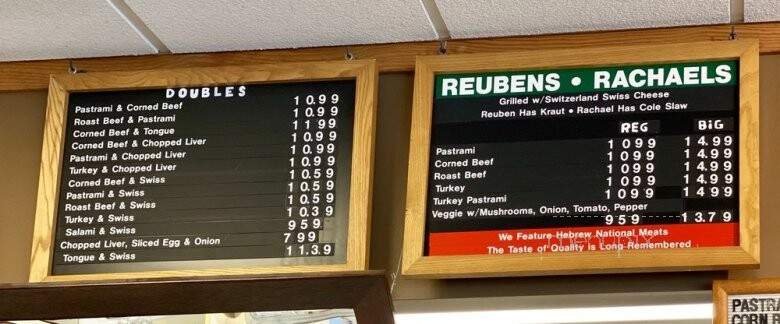 DOUBLES
Pastrami & Corned Beef 10.99
Roast Beef & Pastrami 10.99
Corned Beef & Tongue 11 99
Corned Beef & Chopped Liver 10.99
Pastrami & Chopped Liver 10.99
Turkey & Chopped Liver 10.99
Corned Beef & Swiss 10.59
Pastrami & Swiss 10.59
Roast Beef & Swiss 10.59
Turkey & Swiss 10.39
Salami & Swiss 959
Chopped Liver, Sliced Egg & Onion 799
Tongue & Swiss 11.39
REUBENS • RACHAELS
Grilled w/Switzerland Swiss Cheese
Reuben Has Kraut • Rachael Has Cole Slaw
REG BIG
Pastrami 1099 14.99
Corned Beef 1099 14.99
Roast Beef 1099 14.99
Turkey 1099 14.99
Turkey Pastrami 1099 1499
Veggie w/Mushrooms, Onion, Tomato, Pepper
959 13.79
We Feature Hebrew National Meats
The Taste of Quality Is Long Remembered